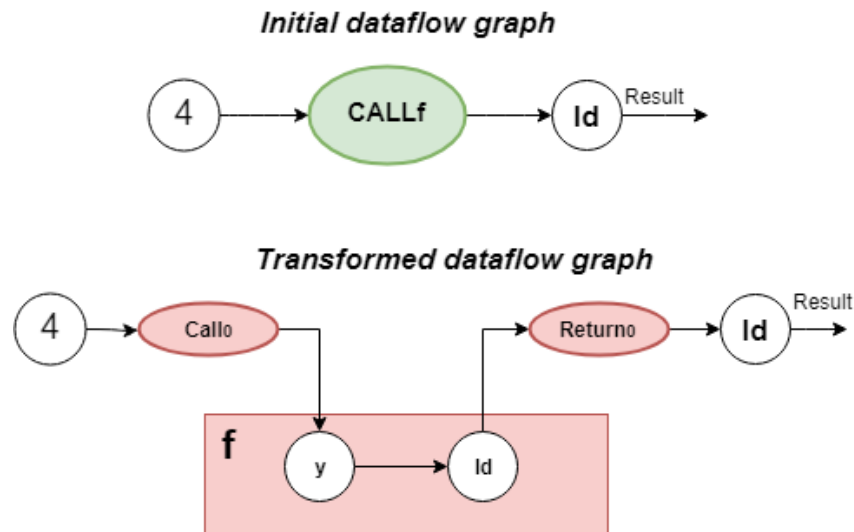 Initial dataflow graph
4
CALLf
Id
Result
Transformed dataflow graph
4
Call0
Return0
Id
Result
f
y
Id